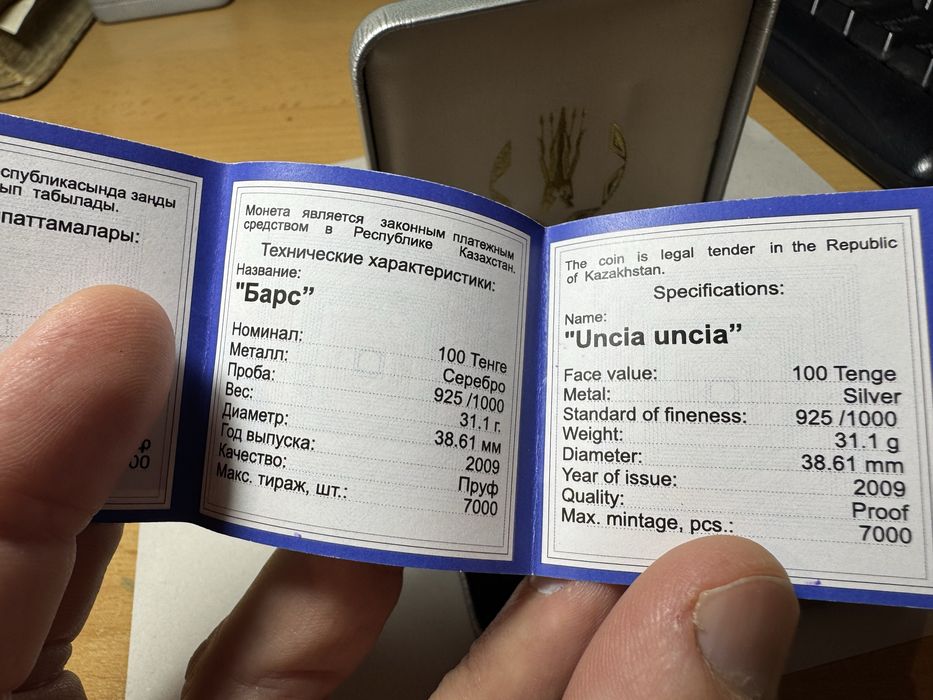 спубликасында заңды
ып табылады.
паттамалары:
00
Монета является законным платежным
средством в Республике Казахстан.
Технические характеристики:
Название:
"Барс”
Номинал: 100 Тенге
Металл: Серебро
Проба: 925 /1000
Вес: 31.1 г.
Диаметр: 38.61 мм
Год выпуска: 2009
Качество: Пруф
Макс. тираж, шт.: 7000
The coin is legal tender in the Republic
of Kazakhstan.
Specifications:
Name:
"Uncia uncia”
Face value: 100 Tenge
Metal: Silver
Standard of fineness: 925 /1000
Weight: 31.1 g
Diameter: 38.61 mm
Year of issue: 2009
Quality: Proof
Max. mintage, pcs.: 7000